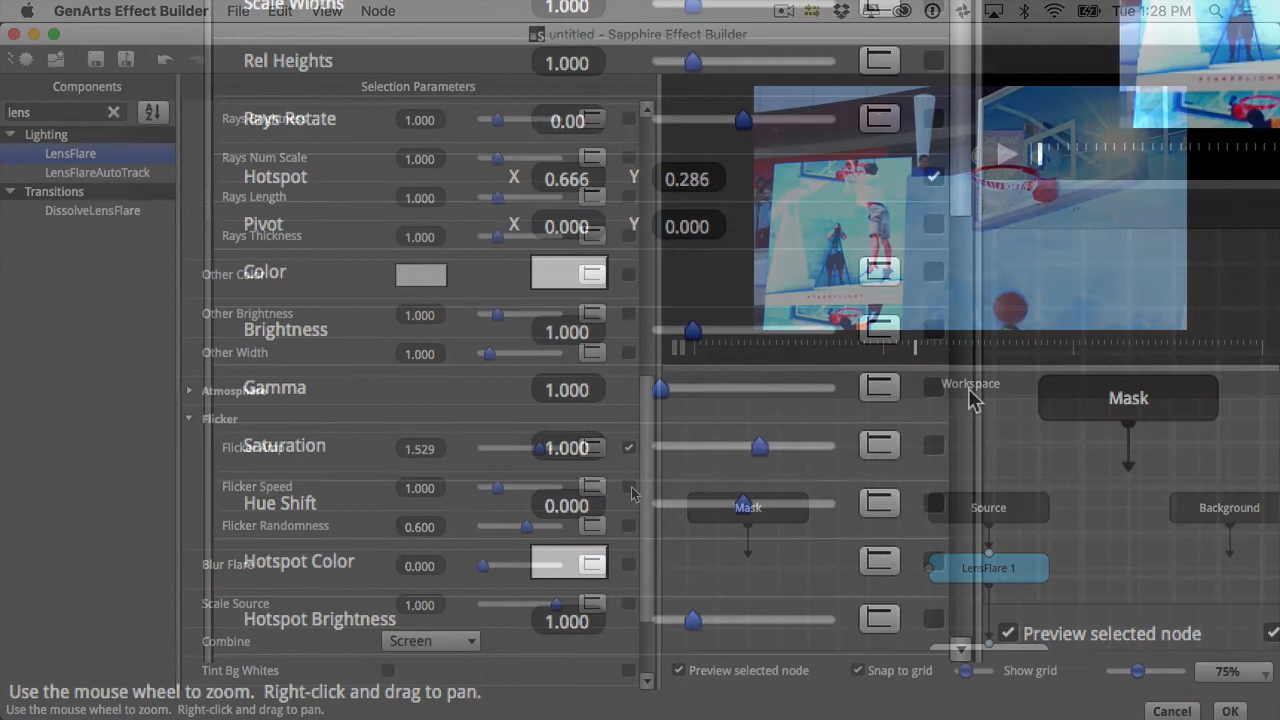 GenArts Effect Builder File Edit View Node Tue 1:28 PM
untitled - Sapphire Effect Builder
Components
lens
Lighting
LensFlare
LensFlareAutoTrack
Transitions
DissolveLensFlare
Selection Parameters
1.000
Rays Num Scale 1.000
Rays Length 1.000
Rays Thickness 1.000
Other Color
Other Brightness 1.000
Other Width 1.000
Atmosphere
Flicker
1.529
Flicker Speed 1.000
Flicker Randomness 0.600
Blur Flare 0.000
Scale Source 1.000
Combine Screen
Tint Bg Whites
Scale Widths 1.000
Rel Heights 1.000
Rays Rotate 0.00
Hotspot X 0.666 Y 0.286
Pivot X 0.000 Y 0.000
Color
Brightness 1.000
Gamma 1.000
Saturation 1.000
Hue Shift 0.000
Hotspot Color
Hotspot Brightness 1.000
#TAKEFLIGHT
#TAKEFLIGHT
Workspace
Mask
Mask
Source
Background
LensFlare 1
Preview selected node
Preview selected node
Snap to grid
Show grid
75%
Use the mouse wheel to zoom. Right-click and drag to pan.
Use the mouse wheel to zoom. Right-click and drag to pan.
Cancel OK